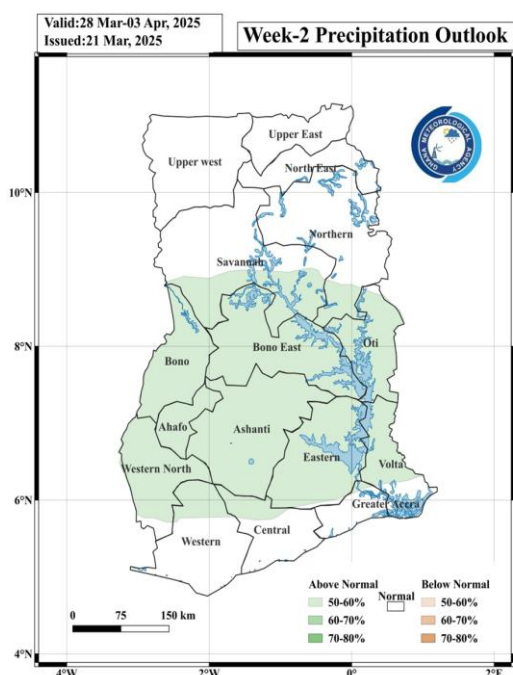 Valid:28 Mar-03 Apr, 2025
Issued:21 Mar, 2025
Week-2 Precipitation Outlook
GHANA METEOROLOGICAL AGENCY
Upper East
Upper west
North East
10°N
Northern
Savannah
8°N
Bono
Bono East
Oti
Ahafo
Ashanti
Western North
Eastern
Volta
6°N
Greater Accra
Western
Central
Above Normal
Normal
Below Normal
50-60%
50-60%
60-70%
60-70%
70-80%
70-80%
0 75 150 km
4°N
4°W
2°W
0°
2°E